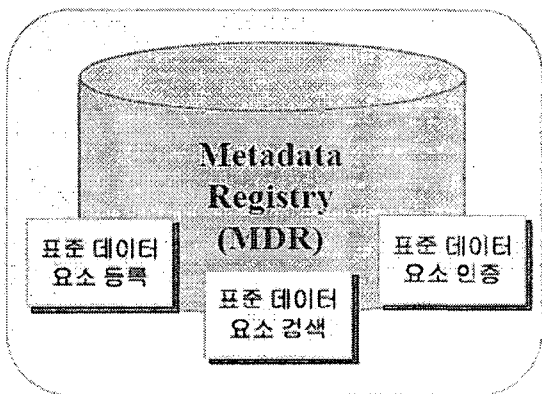 Metadata
Registry
(MDR)
표준 데이터
요소 등록
표준 데이터
요소 검색
표준 데이터
요소 인증